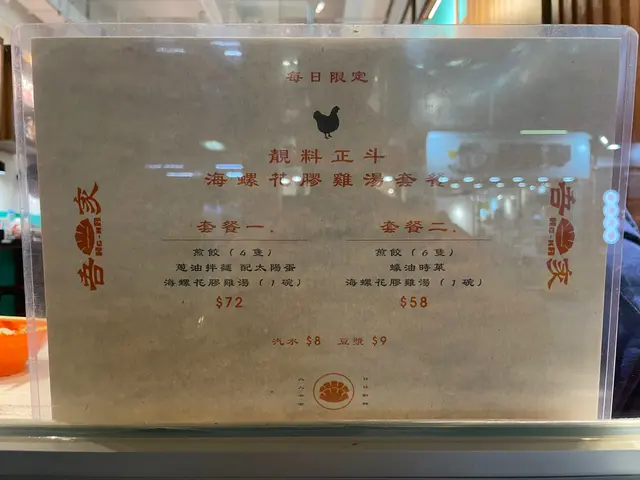 每日限定
靚料正斗
海螺花膠雞湯套餐
套餐一.
煎餃（4隻）
蔥油拌麵 配太陽蛋
海螺花膠雞湯（1碗）
$72
套餐二.
煎餃（6隻）
蠔油時菜
海螺花膠雞湯（1碗）
$58
汽水 $8 豆漿 $9